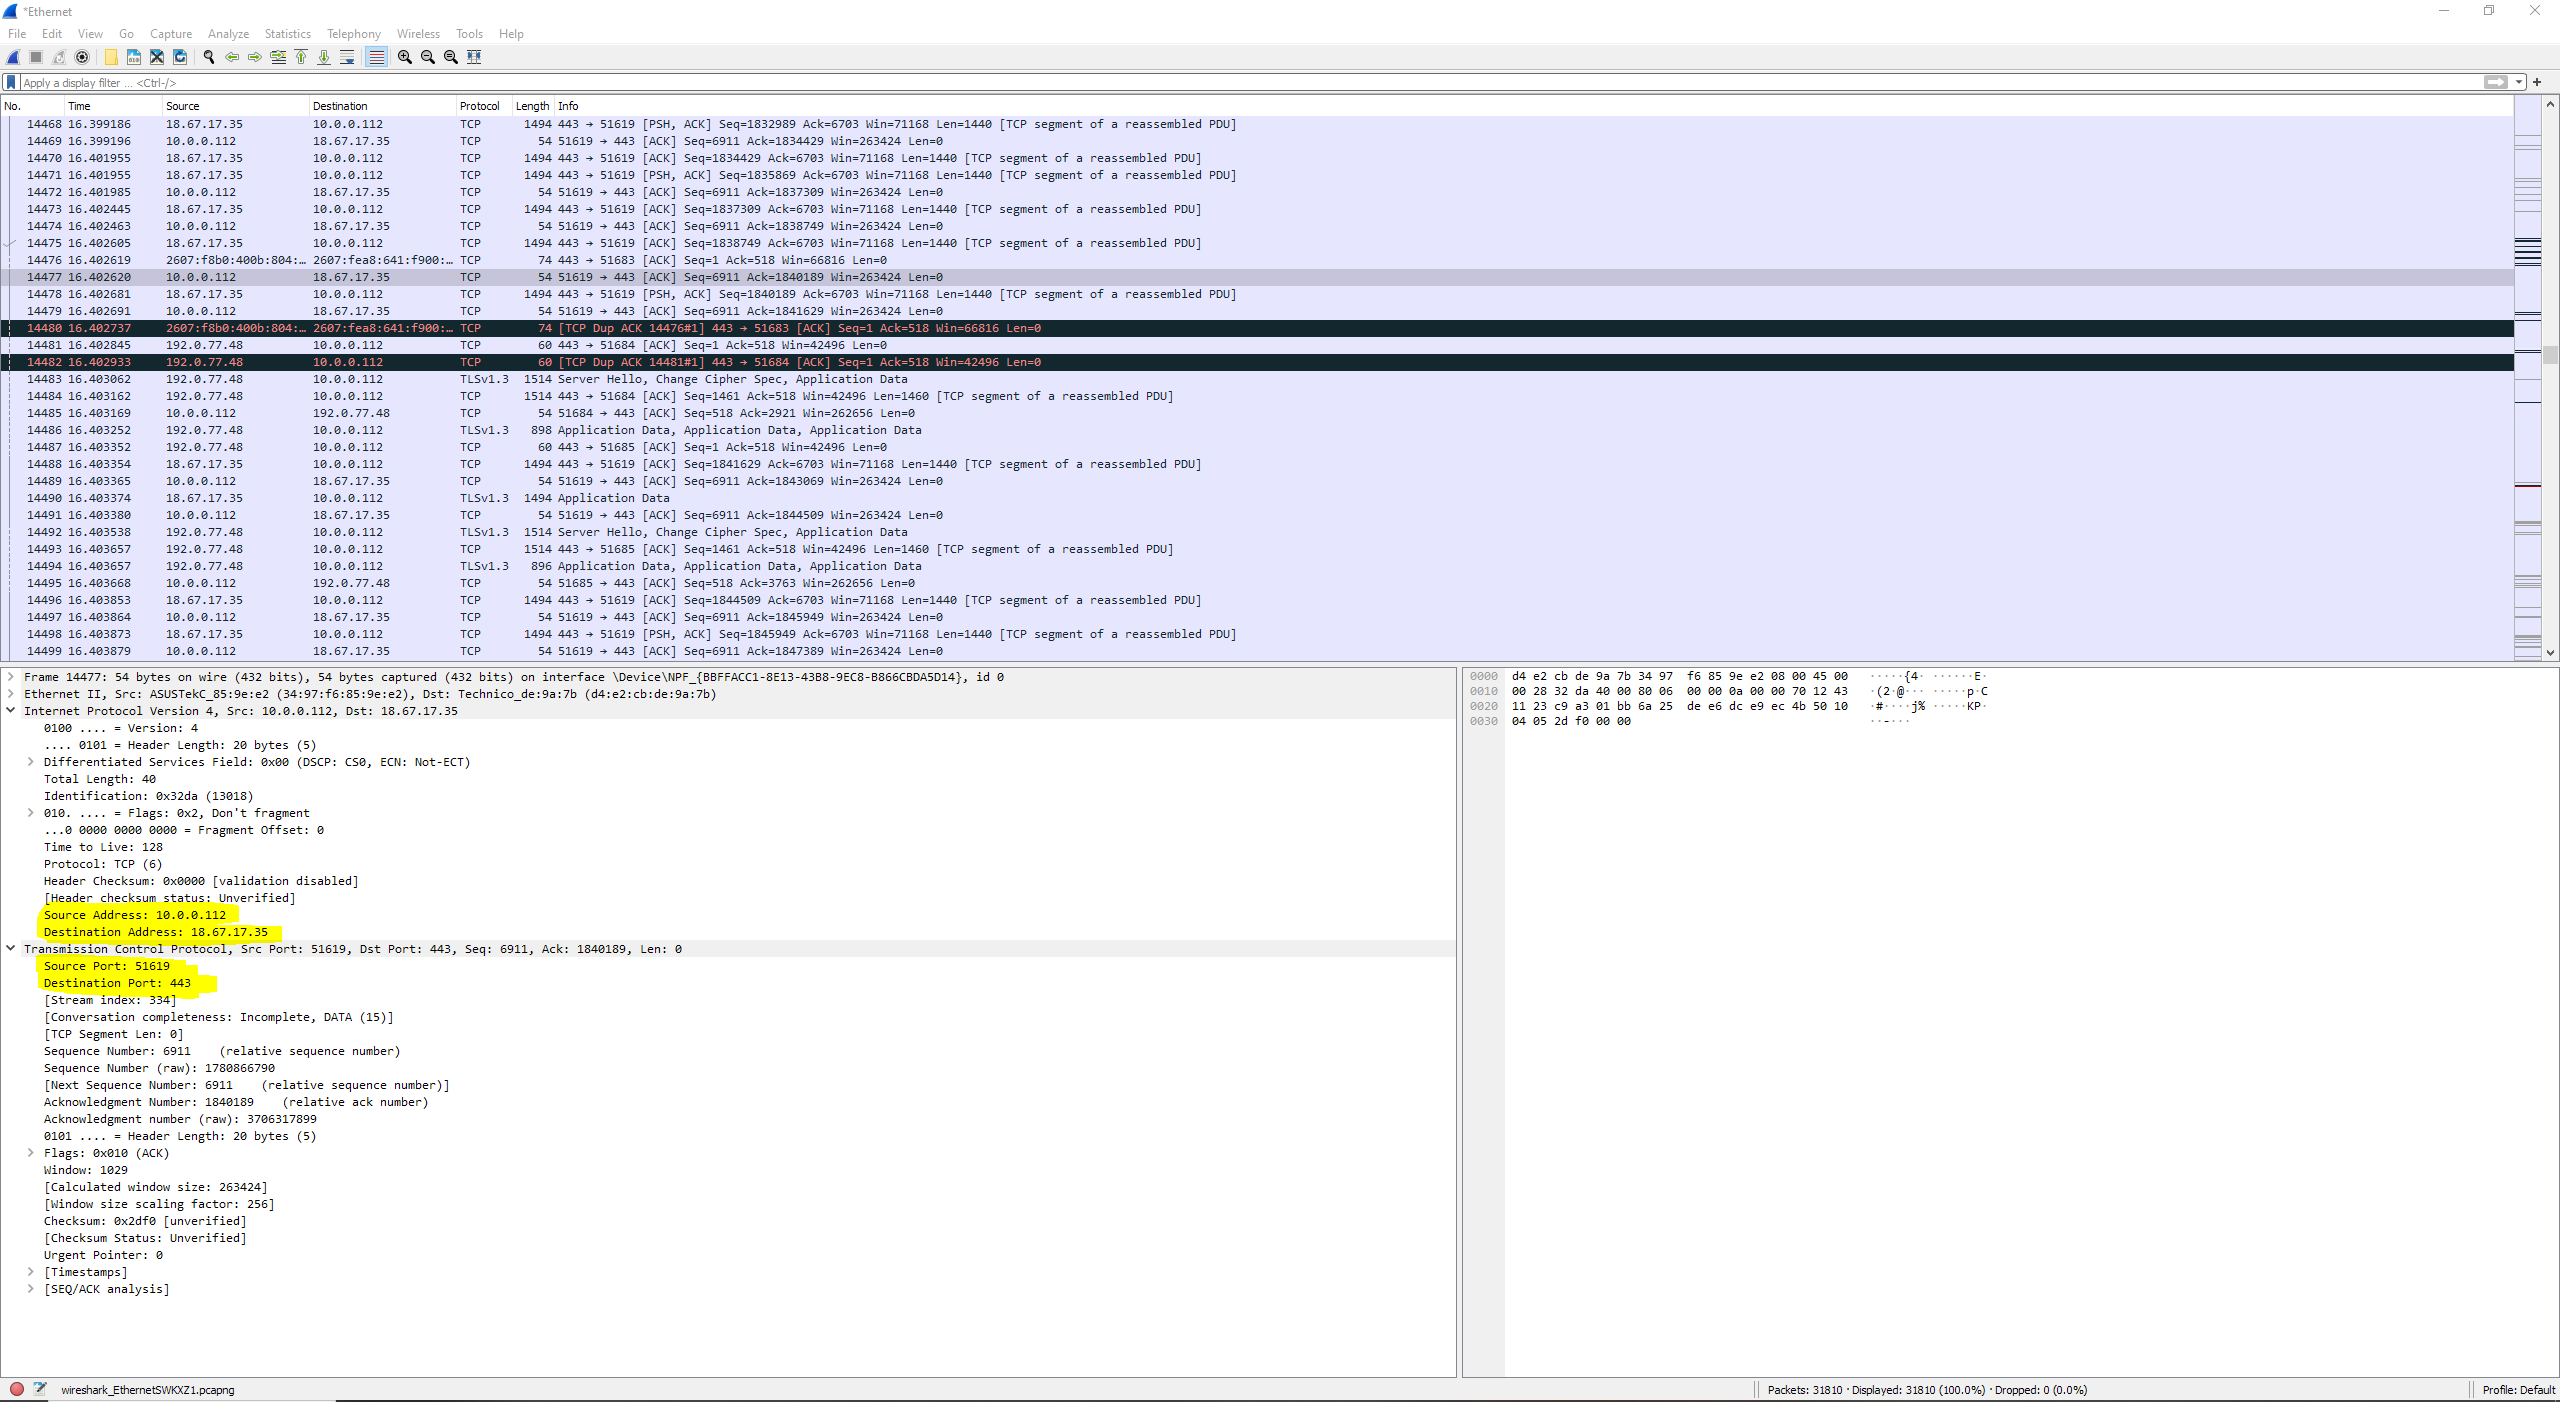 *Ethernet
File Edit View Go Capture Analyze Statistics Telephony Wireless Tools Help
Apply a display filter ... <Ctrl-/>
No. Time Source Destination Protocol Length Info
14468 16.399186 18.67.17.35 10.0.0.112 TCP 1494 443 → 51619 [PSH, ACK] Seq=1832989 Ack=6703 Win=71168 Len=1440 [TCP segment of a reassembled PDU]
14469 16.399196 10.0.0.112 18.67.17.35 TCP 54 51619 → 443 [ACK] Seq=6911 Ack=1834429 Win=263424 Len=0
14470 16.401955 18.67.17.35 10.0.0.112 TCP 1494 443 → 51619 [ACK] Seq=1834429 Ack=6703 Win=71168 Len=1440 [TCP segment of a reassembled PDU]
14471 16.401955 18.67.17.35 10.0.0.112 TCP 1494 443 → 51619 [PSH, ACK] Seq=1835869 Ack=6703 Win=71168 Len=1440 [TCP segment of a reassembled PDU]
14472 16.401985 10.0.0.112 18.67.17.35 TCP 54 51619 → 443 [ACK] Seq=6911 Ack=1837309 Win=263424 Len=0
14473 16.402445 18.67.17.35 10.0.0.112 TCP 1494 443 → 51619 [ACK] Seq=1837309 Ack=6703 Win=71168 Len=1440 [TCP segment of a reassembled PDU]
14474 16.402463 10.0.0.112 18.67.17.35 TCP 54 51619 → 443 [ACK] Seq=6911 Ack=1838749 Win=263424 Len=0
14475 16.402605 18.67.17.35 10.0.0.112 TCP 1494 443 → 51619 [ACK] Seq=1838749 Ack=6703 Win=71168 Len=1440 [TCP segment of a reassembled PDU]
14476 16.402619 2607:f8b0:400b:804:… 2607:fea8:641:f900:… TCP 74 443 → 51683 [ACK] Seq=1 Ack=518 Win=66816 Len=0
14477 16.402620 10.0.0.112 18.67.17.35 TCP 54 51619 → 443 [ACK] Seq=6911 Ack=1840189 Win=263424 Len=0
14478 16.402681 18.67.17.35 10.0.0.112 TCP 1494 443 → 51619 [PSH, ACK] Seq=1840189 Ack=6703 Win=71168 Len=1440 [TCP segment of a reassembled PDU]
14479 16.402691 10.0.0.112 18.67.17.35 TCP 54 51619 → 443 [ACK] Seq=6911 Ack=1841629 Win=263424 Len=0
14480 16.402737 2607:f8b0:400b:804:… 2607:fea8:641:f900:… TCP 74 [TCP Dup ACK 14476#1] 443 → 51683 [ACK] Seq=1 Ack=518 Win=66816 Len=0
14481 16.402845 192.0.77.48 10.0.0.112 TCP 60 443 → 51684 [ACK] Seq=1 Ack=518 Win=42496 Len=0
14482 16.402933 192.0.77.48 10.0.0.112 TCP 60 [TCP Dup ACK 14481#1] 443 → 51684 [ACK] Seq=1 Ack=518 Win=42496 Len=0
14483 16.403062 192.0.77.48 10.0.0.112 TLSv1.3 1514 Server Hello, Change Cipher Spec, Application Data
14484 16.403162 192.0.77.48 10.0.0.112 TCP 1514 443 → 51684 [ACK] Seq=1461 Ack=518 Win=42496 Len=1460 [TCP segment of a reassembled PDU]
14485 16.403169 10.0.0.112 192.0.77.48 TCP 54 51684 → 443 [ACK] Seq=518 Ack=2921 Win=262656 Len=0
14486 16.403252 192.0.77.48 10.0.0.112 TLSv1.3 898 Application Data, Application Data, Application Data
14487 16.403352 192.0.77.48 10.0.0.112 TCP 60 443 → 51685 [ACK] Seq=1 Ack=518 Win=42496 Len=0
14488 16.403354 18.67.17.35 10.0.0.112 TCP 1494 443 → 51619 [ACK] Seq=1841629 Ack=6703 Win=71168 Len=1440 [TCP segment of a reassembled PDU]
14489 16.403365 10.0.0.112 18.67.17.35 TCP 54 51619 → 443 [ACK] Seq=6911 Ack=1843069 Win=263424 Len=0
14490 16.403374 18.67.17.35 10.0.0.112 TLSv1.3 1494 Application Data
14491 16.403380 10.0.0.112 18.67.17.35 TCP 54 51619 → 443 [ACK] Seq=6911 Ack=1844509 Win=263424 Len=0
14492 16.403538 192.0.77.48 10.0.0.112 TLSv1.3 1514 Server Hello, Change Cipher Spec, Application Data
14493 16.403657 192.0.77.48 10.0.0.112 TCP 1514 443 → 51685 [ACK] Seq=1461 Ack=518 Win=42496 Len=1460 [TCP segment of a reassembled PDU]
14494 16.403657 192.0.77.48 10.0.0.112 TLSv1.3 896 Application Data, Application Data, Application Data
14495 16.403668 10.0.0.112 192.0.77.48 TCP 54 51685 → 443 [ACK] Seq=518 Ack=3763 Win=262656 Len=0
14496 16.403853 18.67.17.35 10.0.0.112 TCP 1494 443 → 51619 [ACK] Seq=1844509 Ack=6703 Win=71168 Len=1440 [TCP segment of a reassembled PDU]
14497 16.403864 10.0.0.112 18.67.17.35 TCP 54 51619 → 443 [ACK] Seq=6911 Ack=1845949 Win=263424 Len=0
14498 16.403873 18.67.17.35 10.0.0.112 TCP 1494 443 → 51619 [PSH, ACK] Seq=1845949 Ack=6703 Win=71168 Len=1440 [TCP segment of a reassembled PDU]
14499 16.403879 10.0.0.112 18.67.17.35 TCP 54 51619 → 443 [ACK] Seq=6911 Ack=1847389 Win=263424 Len=0
Frame 14477: 54 bytes on wire (432 bits), 54 bytes captured (432 bits) on interface \Device\NPF_{BBFFACC1-8E13-43B8-9EC8-B866CBDA5D14}, id 0
Ethernet II, Src: ASUSTekC_85:9e:e2 (34:97:f6:85:9e:e2), Dst: Technico_de:9a:7b (d4:e2:cb:de:9a:7b)
Internet Protocol Version 4, Src: 10.0.0.112, Dst: 18.67.17.35
0100 .... = Version: 4
.... 0101 = Header Length: 20 bytes (5)
Differentiated Services Field: 0x00 (DSCP: CS0, ECN: Not-ECT)
Total Length: 40
Identification: 0x32da (13018)
010. .... = Flags: 0x2, Don't fragment
...0 0000 0000 0000 = Fragment Offset: 0
Time to Live: 128
Protocol: TCP (6)
Header Checksum: 0x0000 [validation disabled]
[Header checksum status: Unverified]
Source Address: 10.0.0.112
Destination Address: 18.67.17.35
Transmission Control Protocol, Src Port: 51619, Dst Port: 443, Seq: 6911, Ack: 1840189, Len: 0
Source Port: 51619
Destination Port: 443
[Stream index: 334]
[Conversation completeness: Incomplete, DATA (15)]
[TCP Segment Len: 0]
Sequence Number: 6911 (relative sequence number)
Sequence Number (raw): 1780866790
[Next Sequence Number: 6911 (relative sequence number)]
Acknowledgment Number: 1840189 (relative ack number)
Acknowledgment number (raw): 3706317899
0101 .... = Header Length: 20 bytes (5)
Flags: 0x010 (ACK)
Window: 1029
[Calculated window size: 263424]
[Window size scaling factor: 256]
Checksum: 0x2df0 [unverified]
[Checksum Status: Unverified]
Urgent Pointer: 0
[Timestamps]
[SEQ/ACK analysis]
0000 d4 e2 cb de 9a 7b 34 97 f6 85 9e e2 08 00 45 00 ·····{4· ······E·
0010 00 28 32 da 40 00 80 06 00 00 0a 00 00 70 12 43 ·(2·@··· ·····p·C
0020 11 23 c9 a3 01 bb 6a 25 de e6 dc e9 ec 4b 50 10 ·#····j% ·····KP·
0030 04 05 2d f0 00 00 ··-···
wireshark_EthernetSWKXZ1.pcapng
Packets: 31810 · Displayed: 31810 (100.0%) · Dropped: 0 (0.0%)
Profile: Default